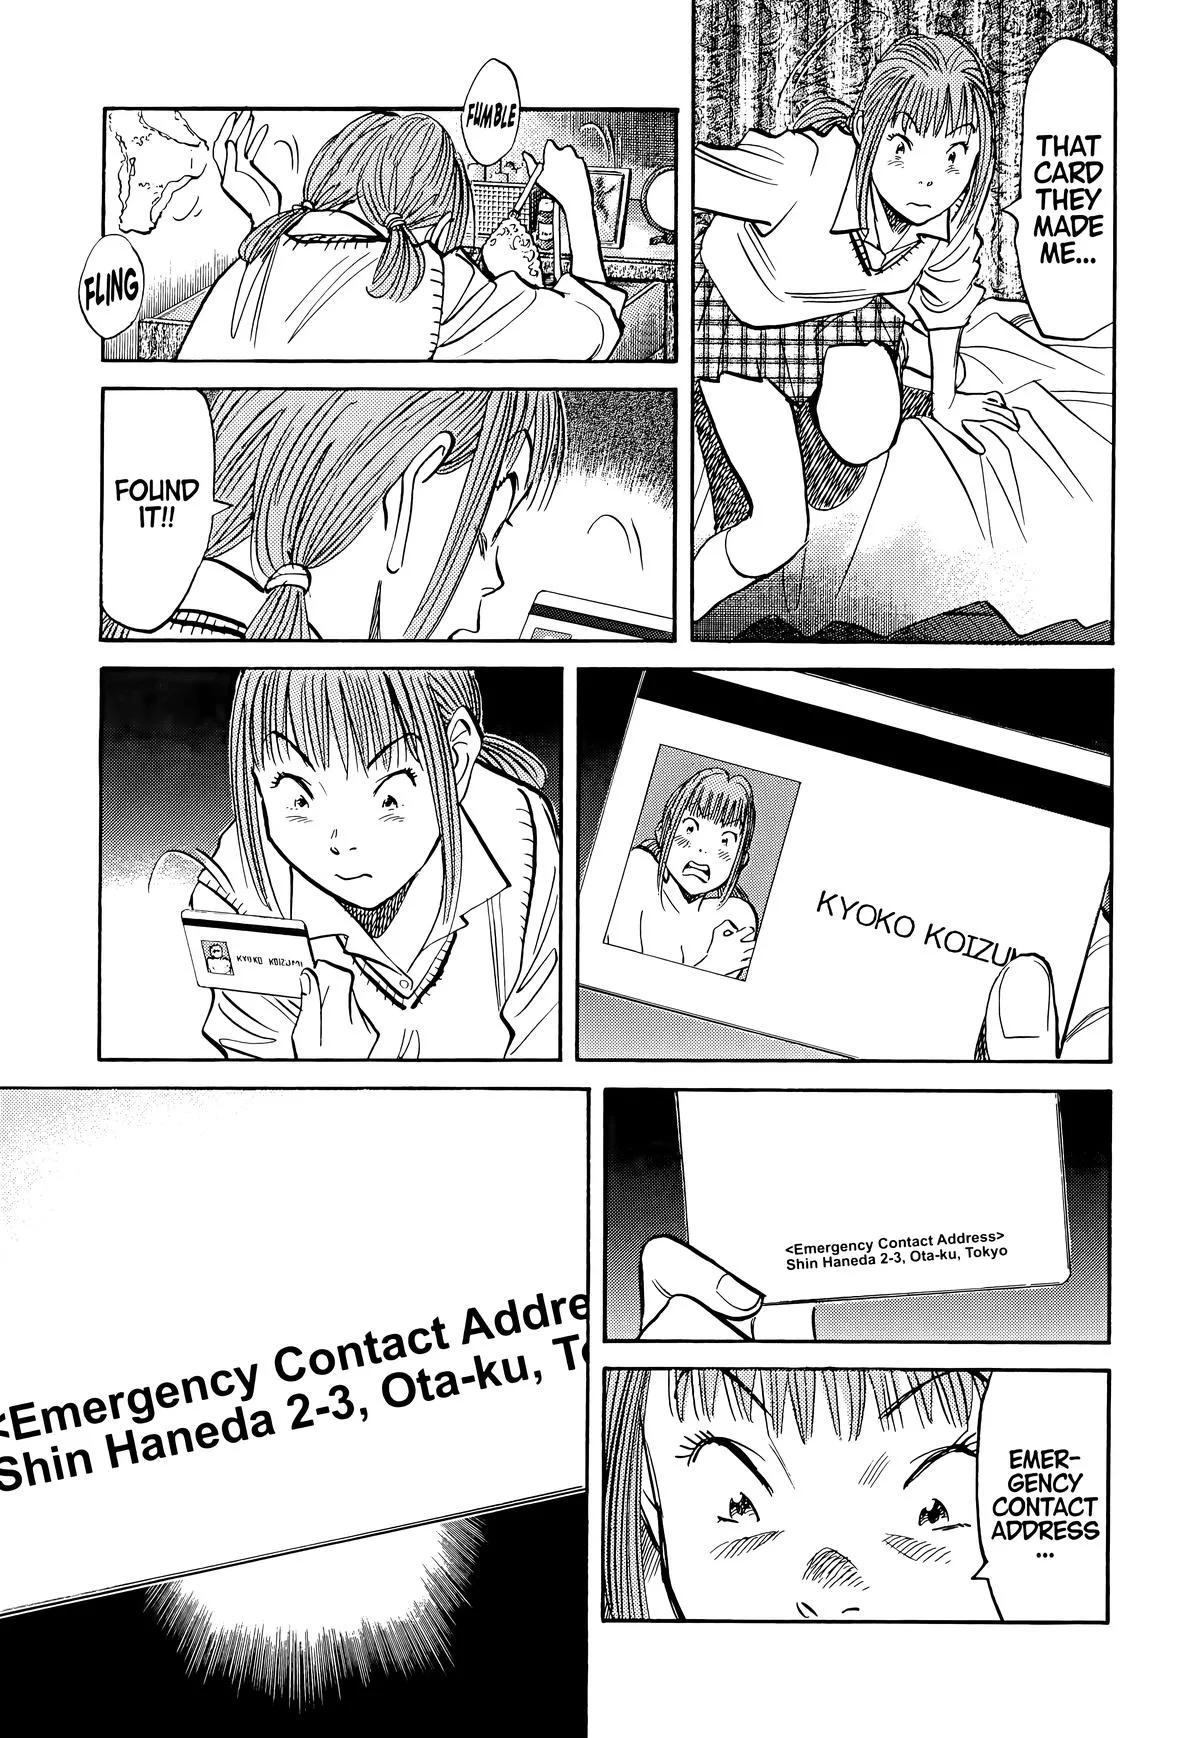 THAT
CARD
THEY
MADE
ME...
FUMBLE
FLING
FOUND
IT!!
KYOKO KOIZUM
KYOKO KOIZUMI
<Emergency Contact Address>
Shin Haneda 2-3, Ota-ku, Tokyo
EMER-
GENCY
CONTACT
ADDRESS
...
<Emergency Contact Addre
Shin Haneda 2-3, Ota-ku, To